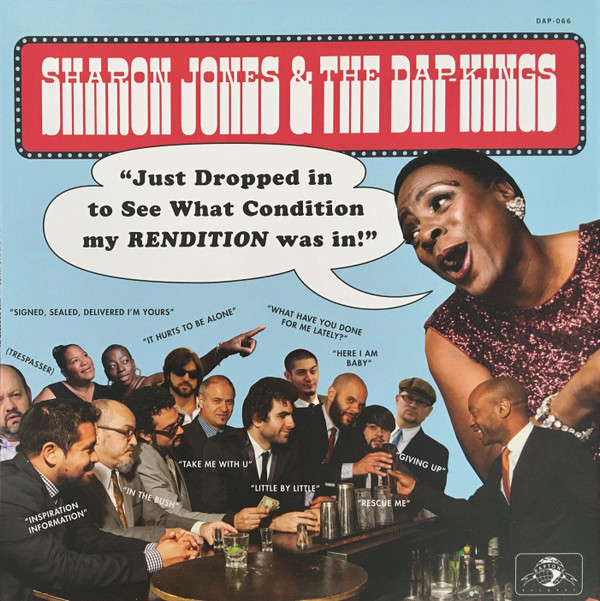 DAP-066
SHARON JONES & THE DAP-KINGS
"Just Dropped in
to See What Condition
my RENDITION was in!"
"SIGNED, SEALED, DELIVERED I'M YOURS"
"IT HURTS TO BE ALONE"
"WHAT HAVE YOU DONE
FOR ME LATELY?"
(TRESPASSER)
"HERE I AM
BABY"
"TAKE ME WITH U"
"GIVING UP"
"IN THE BUSH"
"LITTLE BY LITTLE"
"RESCUE ME"
"INSPIRATION
INFORMATION"
DAPTONE
RECORDS